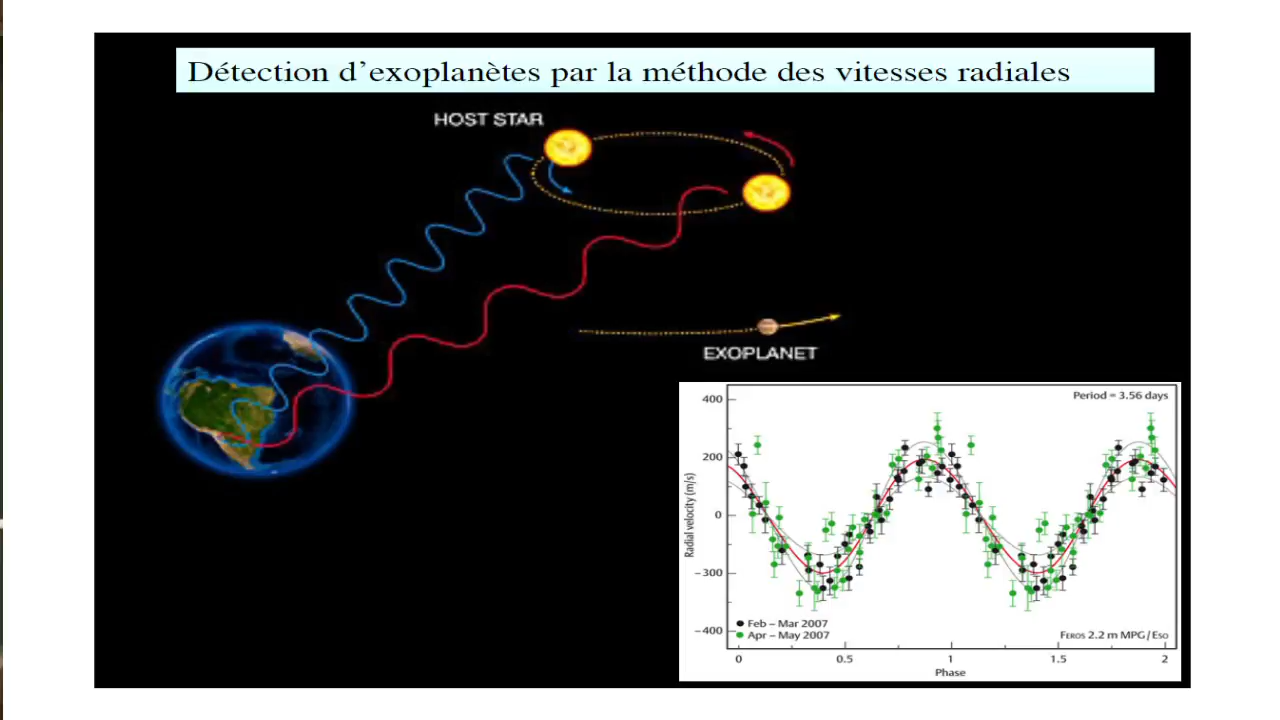 Détection d'exoplanètes par la méthode des vitesses radiales
HOST STAR
EXOPLANET
Period = 3.56 days
400
200
0
−300
−400
Radial velocity (m/s)
Feb – Mar 2007
Apr – May 2007
FEROS 2.2 m MPG/ESO
0 0.5 1 1.5 2
Phase